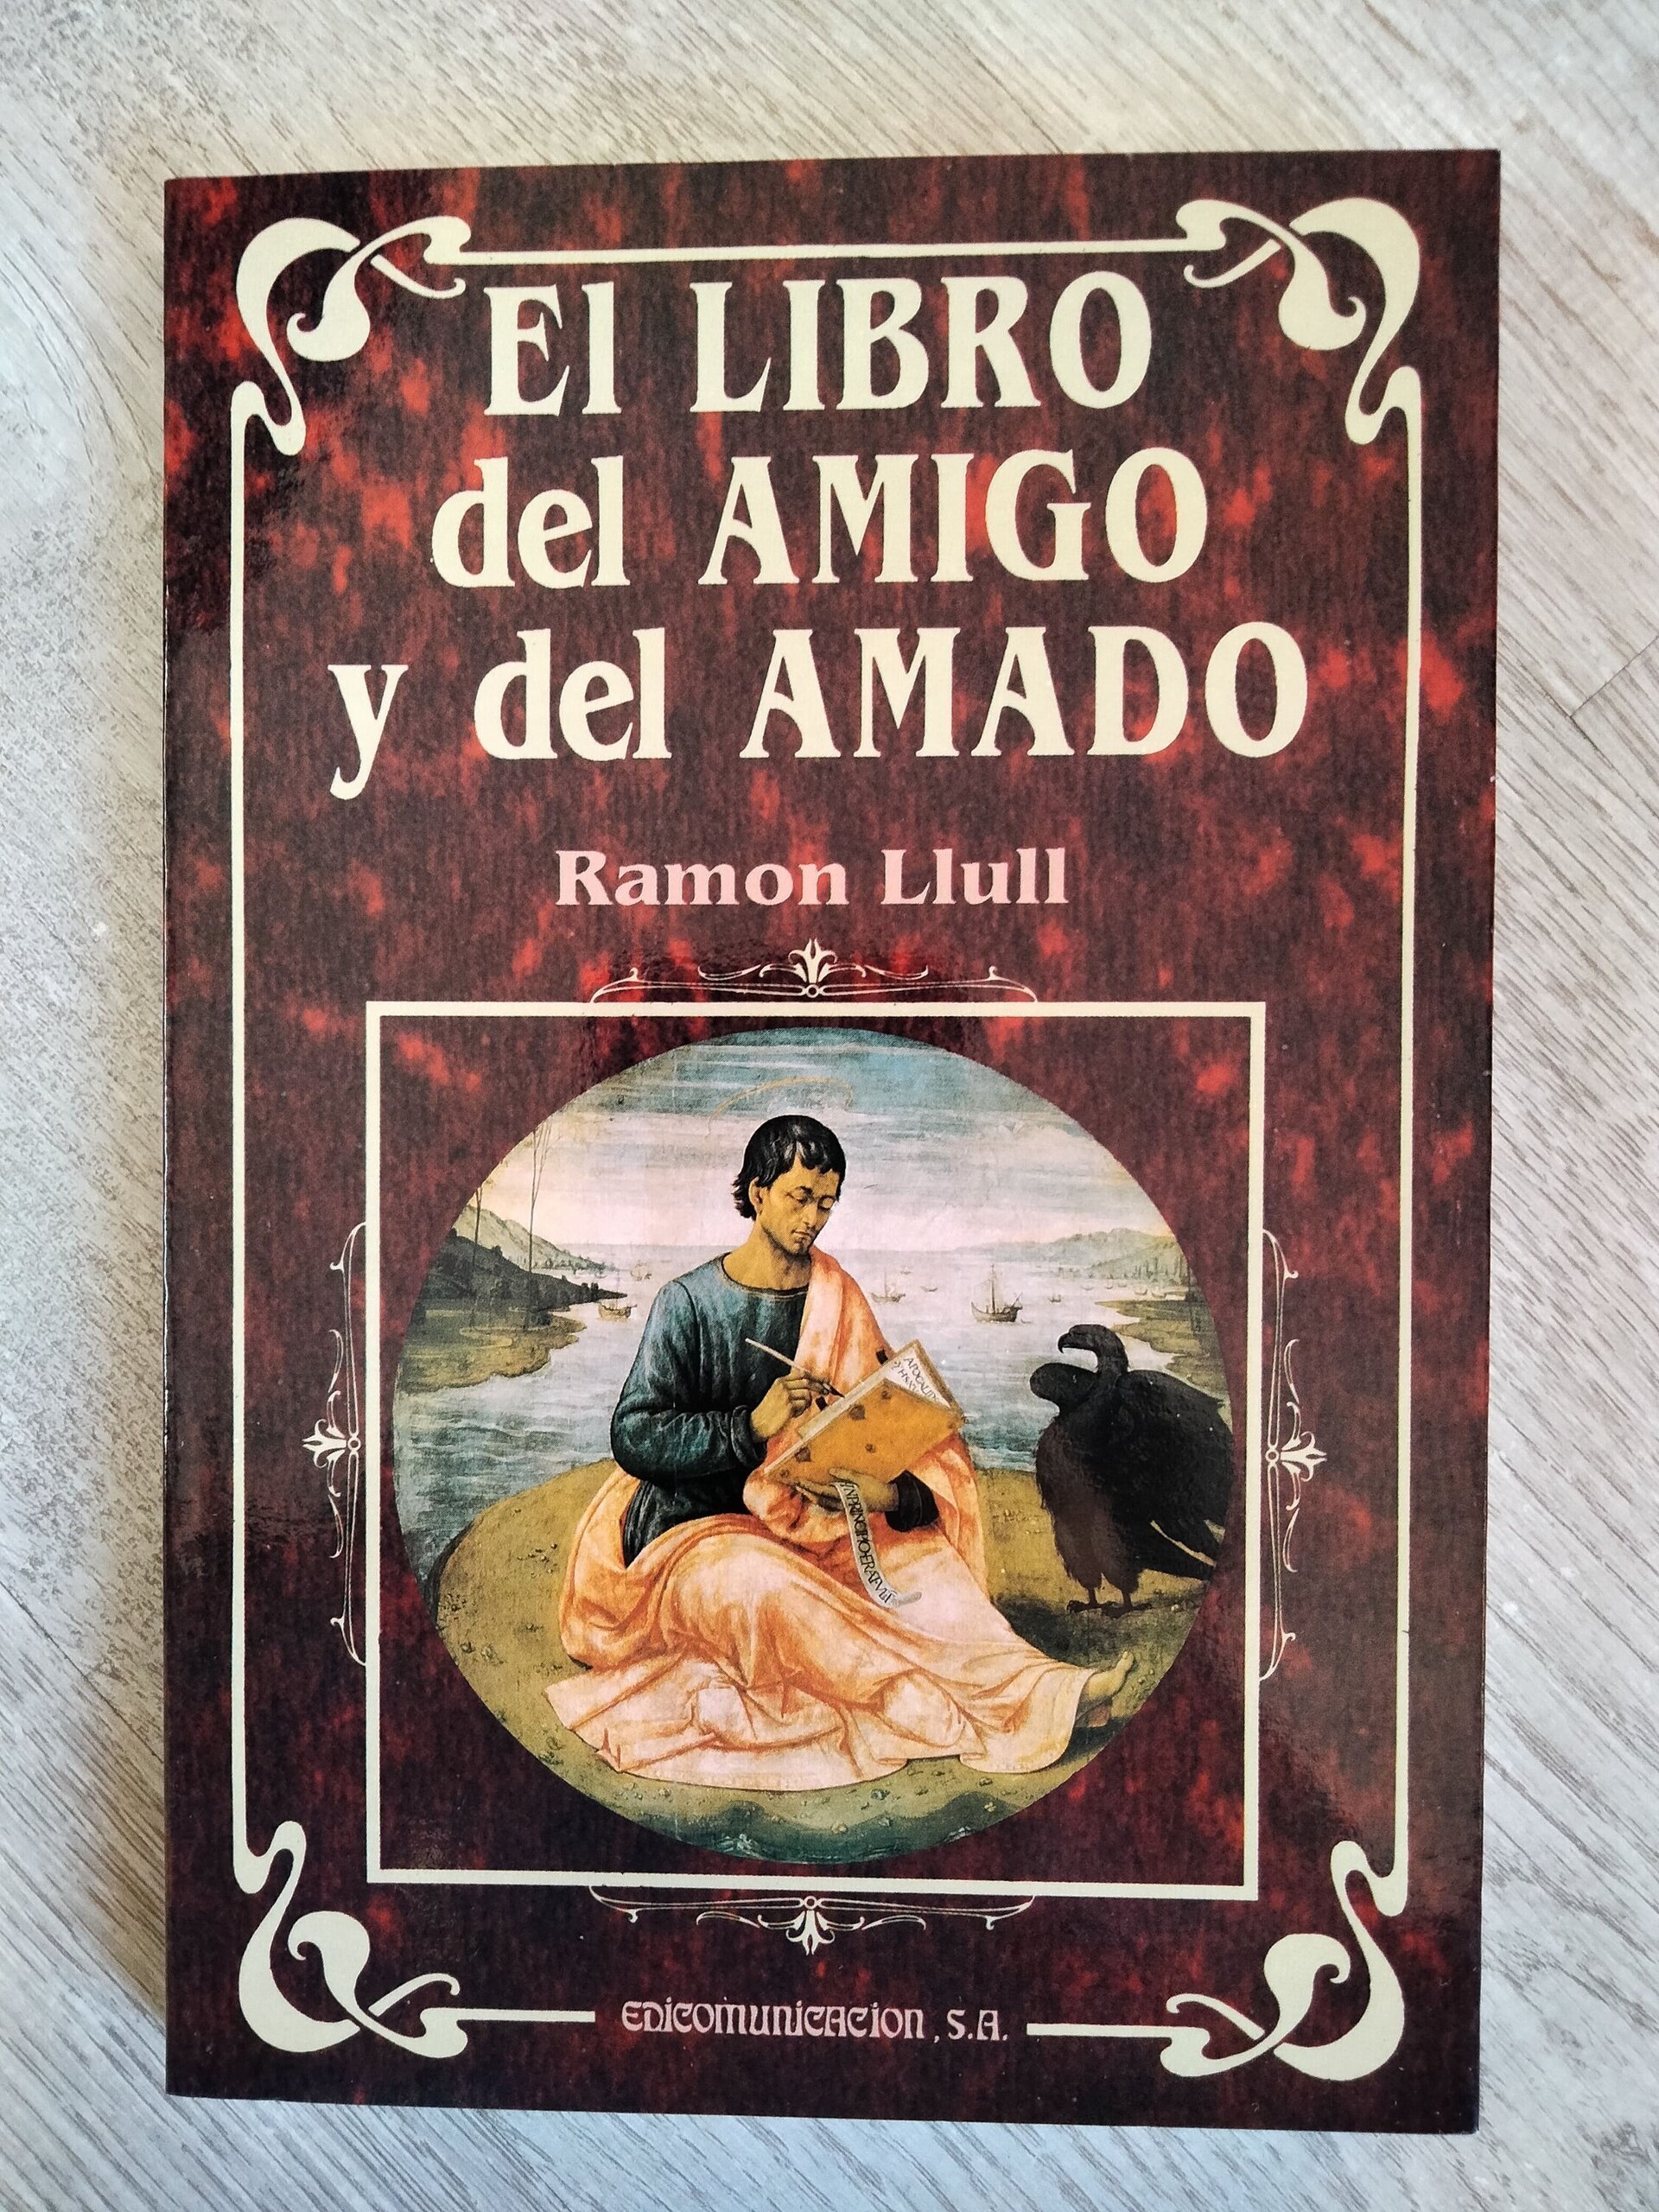 El LIBRO
del AMIGO
y del AMADO
Ramon Llull
EDICOMUNICACION, S.A.